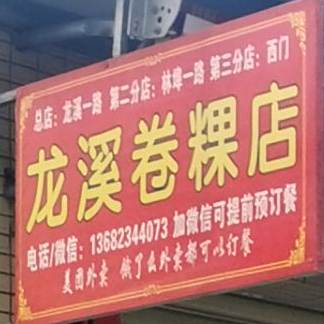 总店：龙溪一路 第二分店：林埠一路 第三分店：西门
龙溪卷粿店
电话/微信：13682344073 加微信可提前预订餐
美团外卖 饿了么外卖都可以订餐